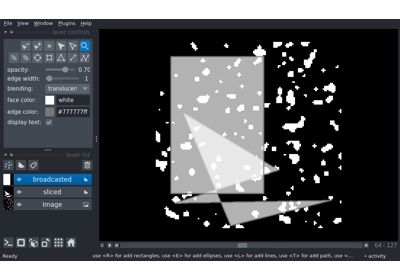 File View Window Plugins Help
layer controls
opacity: 0.70
edge width: 1
blending: translucen
face color: white
edge color: #777777ff
display text:
layer list
broadcasted
sliced
Image
64 127
Ready
use <R> for add rectangles, use <E> for add ellipses, use <L> for add lines, use <T> for add path, use <...
activity